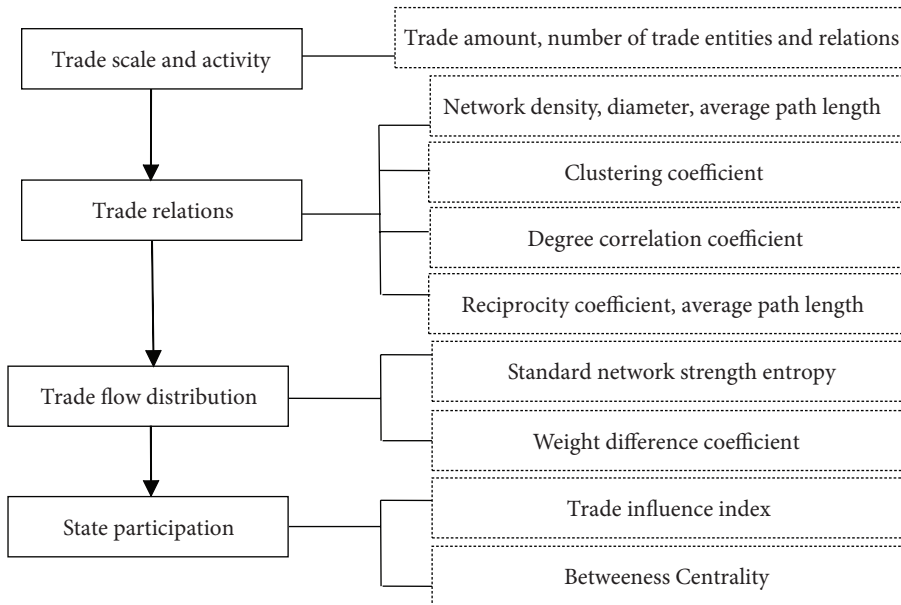 Trade scale and activity
Trade amount, number of trade entities and relations
Network density, diameter, average path length
Clustering coefficient
Trade relations
Degree correlation coefficient
Reciprocity coefficient, average path length
Trade flow distribution
Standard network strength entropy
Weight difference coefficient
State participation
Trade influence index
Betweeness Centrality